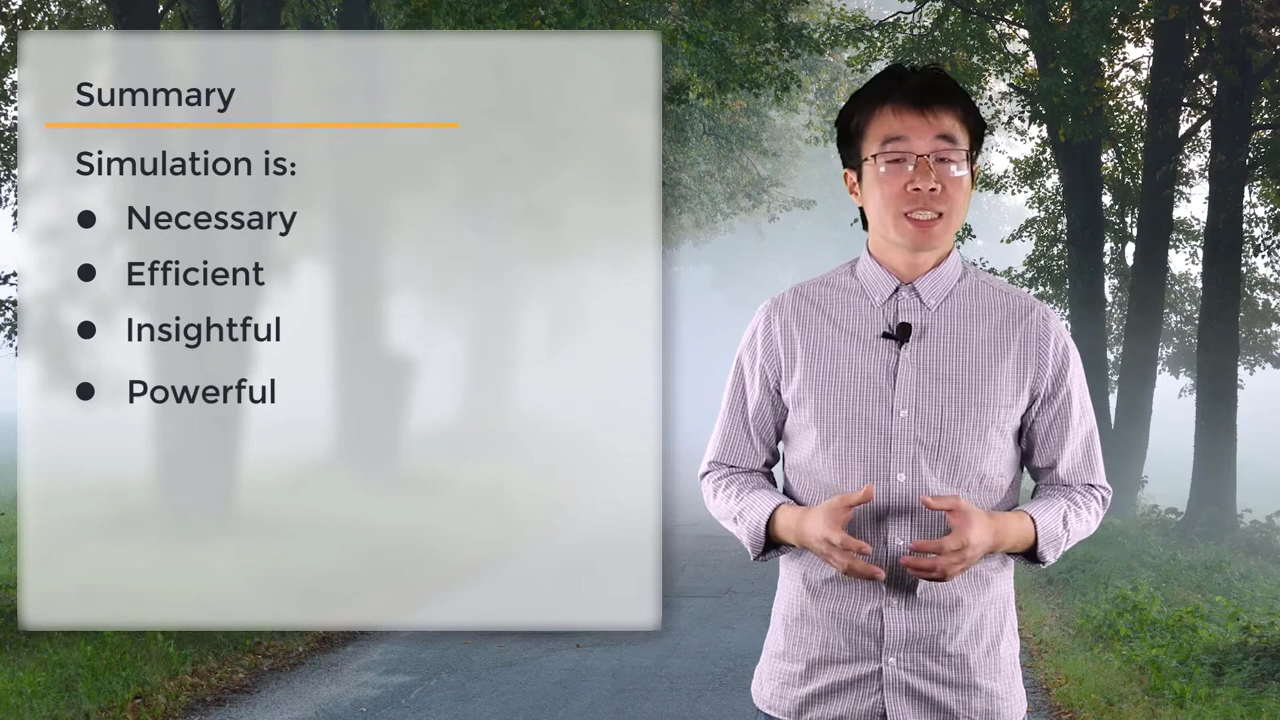 Summary
Simulation is:
● Necessary
● Efficient
● Insightful
● Powerful